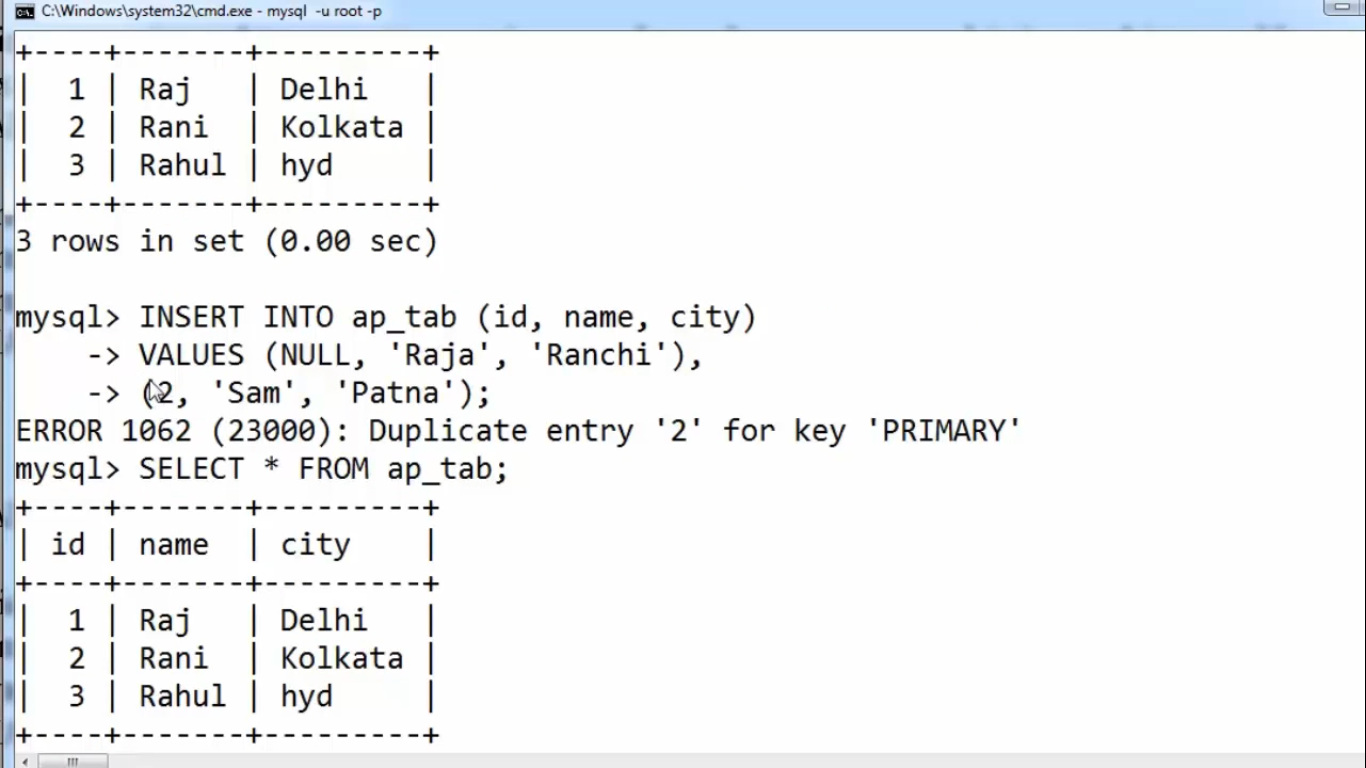 C:\Windows\system32\cmd.exe - mysql  -u root -p
+----+-------+---------+
|  1 | Raj   | Delhi   |
|  2 | Rani  | Kolkata |
|  3 | Rahul | hyd     |
+----+-------+---------+
3 rows in set (0.00 sec)
mysql> INSERT INTO ap_tab (id, name, city)
    -> VALUES (NULL, 'Raja', 'Ranchi'),
    -> (2, 'Sam', 'Patna');
ERROR 1062 (23000): Duplicate entry '2' for key 'PRIMARY'
mysql> SELECT * FROM ap_tab;
+----+-------+---------+
| id | name  | city    |
+----+-------+---------+
|  1 | Raj   | Delhi   |
|  2 | Rani  | Kolkata |
|  3 | Rahul | hyd     |
+----+-------+---------+